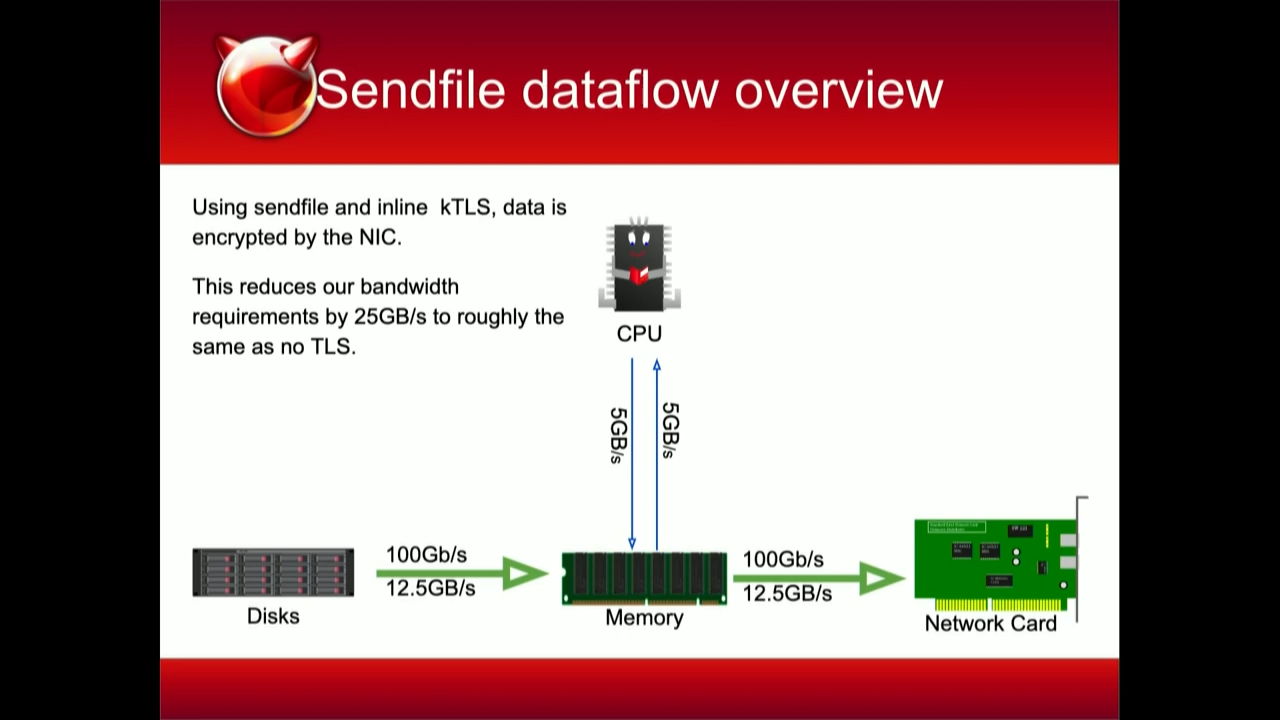 Sendfile dataflow overview
Using sendfile and inline kTLS, data is
encrypted by the NIC.
This reduces our bandwidth
requirements by 25GB/s to roughly the
same as no TLS.
CPU
5GB/s
5GB/s
100Gb/s
12.5GB/s
100Gb/s
12.5GB/s
Disks
Memory
Network Card